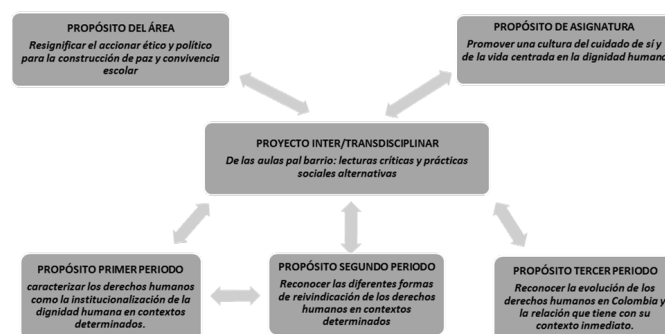 PROPÓSITO DEL ÁREA
Resignificar el accionar ético y político
para la construcción de paz y convivencia
escolar
PROPÓSITO DE ASIGNATURA
Promover una cultura del cuidado de sí y
de la vida centrada en la dignidad humana
PROYECTO INTER/TRANSDISCIPLINAR
De las aulas pal barrio: lecturas críticas y prácticas
sociales alternativas
PROPÓSITO PRIMER PERIODO
caracterizar los derechos humanos
como la institucionalización de la
dignidad humana en contextos
determinados.
PROPÓSITO SEGUNDO PERIODO
Reconocer las diferentes formas
de reivindicación de los derechos
humanos en contextos
determinados
PROPÓSITO TERCER PERIODO
Reconocer la evolución de los
derechos humanos en Colombia y
la relación que tiene con su
contexto inmediato.